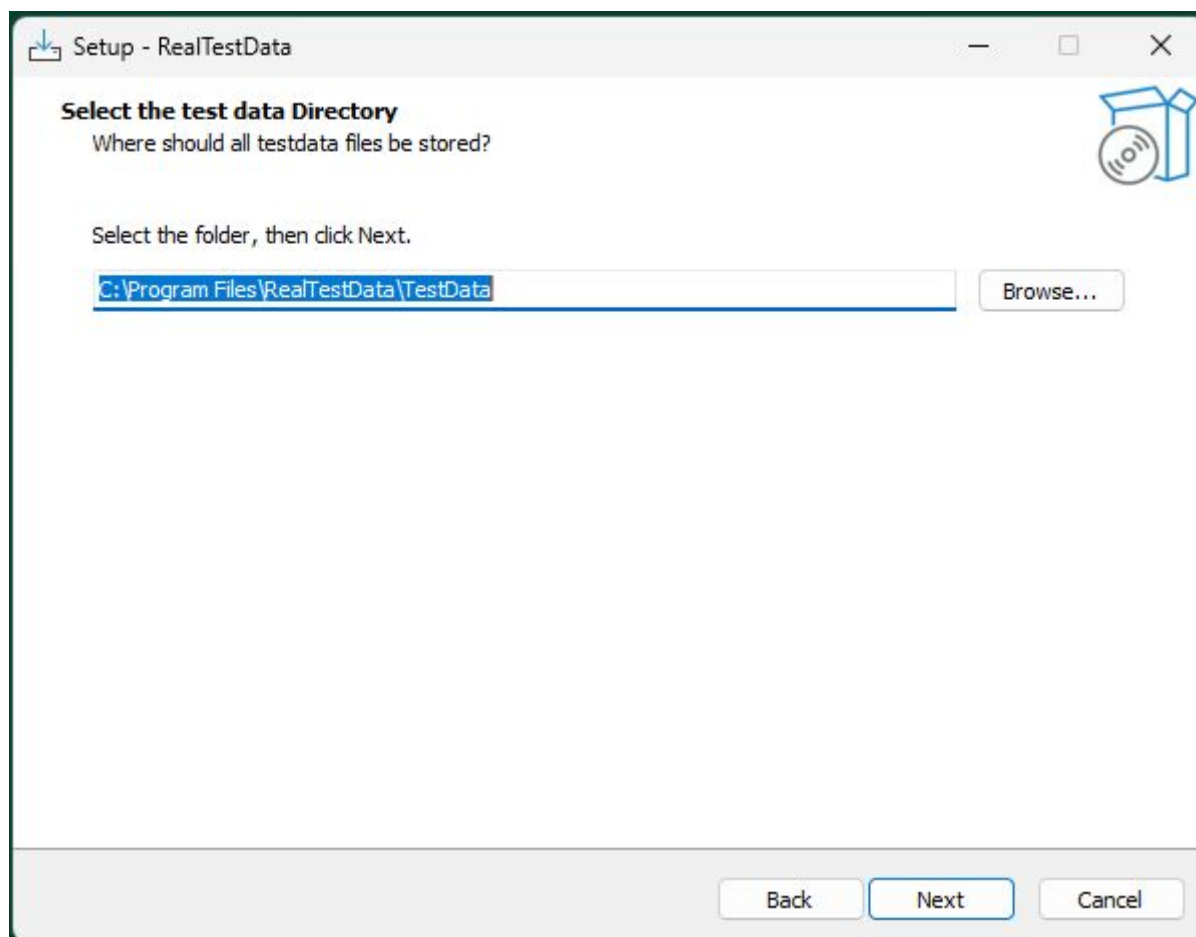 Setup - RealTestData
Select the test data Directory
Where should all testdata files be stored?
Select the folder, then click Next.
C:\Program Files\RealTestData\TestData
Browse...
Back
Next
Cancel